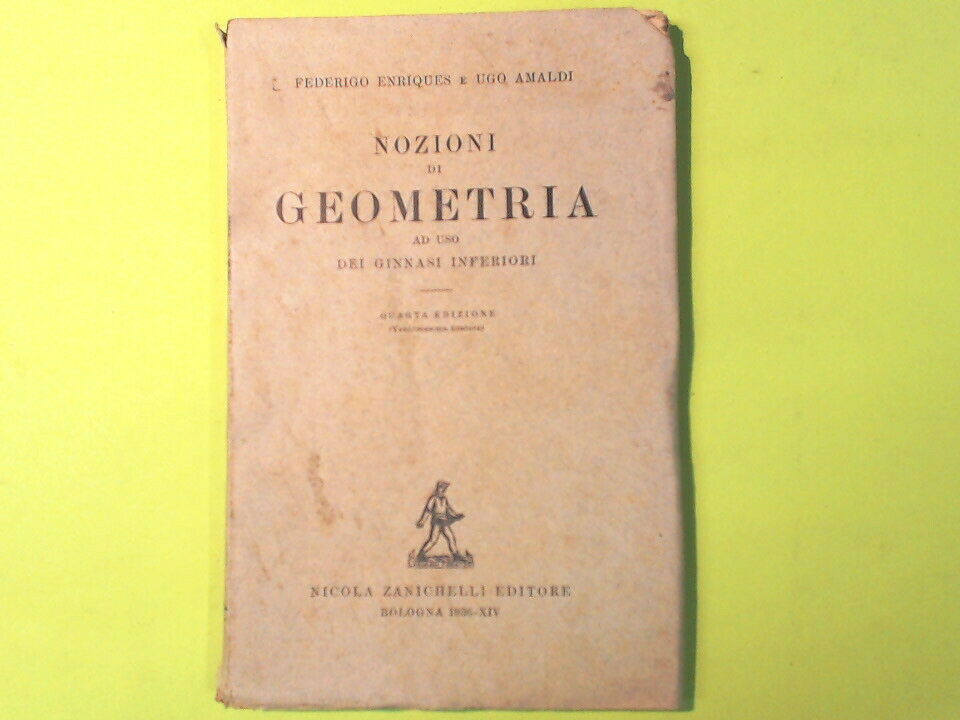 FEDERIGO ENRIQUES E UGO AMALDI
NOZIONI
DI
GEOMETRIA
AD USO
DEI GINNASI INFERIORI
QUARTA EDIZIONE
NICOLA ZANICHELLI EDITORE
BOLOGNA 1936-XIV